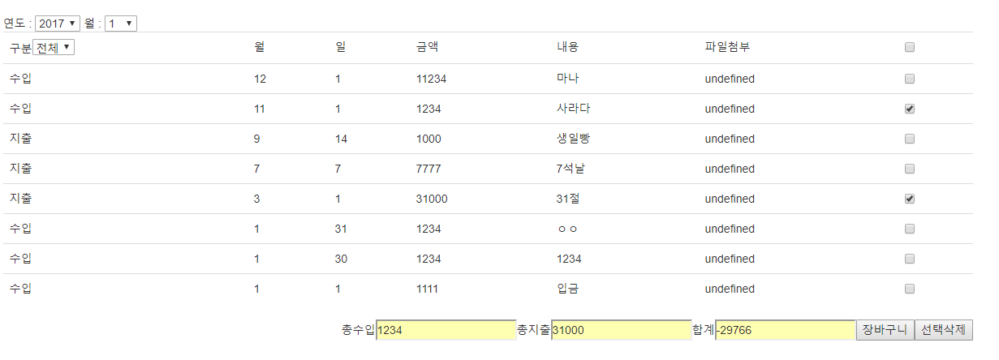 연도 : 2017 월 : 1
구분 전체 월 일 금액 내용 파일첨부
수입 12 1 11234 마나 undefined
수입 11 1 1234 사라다 undefined
지출 9 14 1000 생일빵 undefined
지출 7 7 7777 7석날 undefined
지출 3 1 31000 31절 undefined
수입 1 31 1234 ㅇㅇ undefined
수입 1 30 1234 1234 undefined
수입 1 1 1111 입금 undefined
총수입 1234 총지출 31000 합계 -29766 장바구니 선택삭제